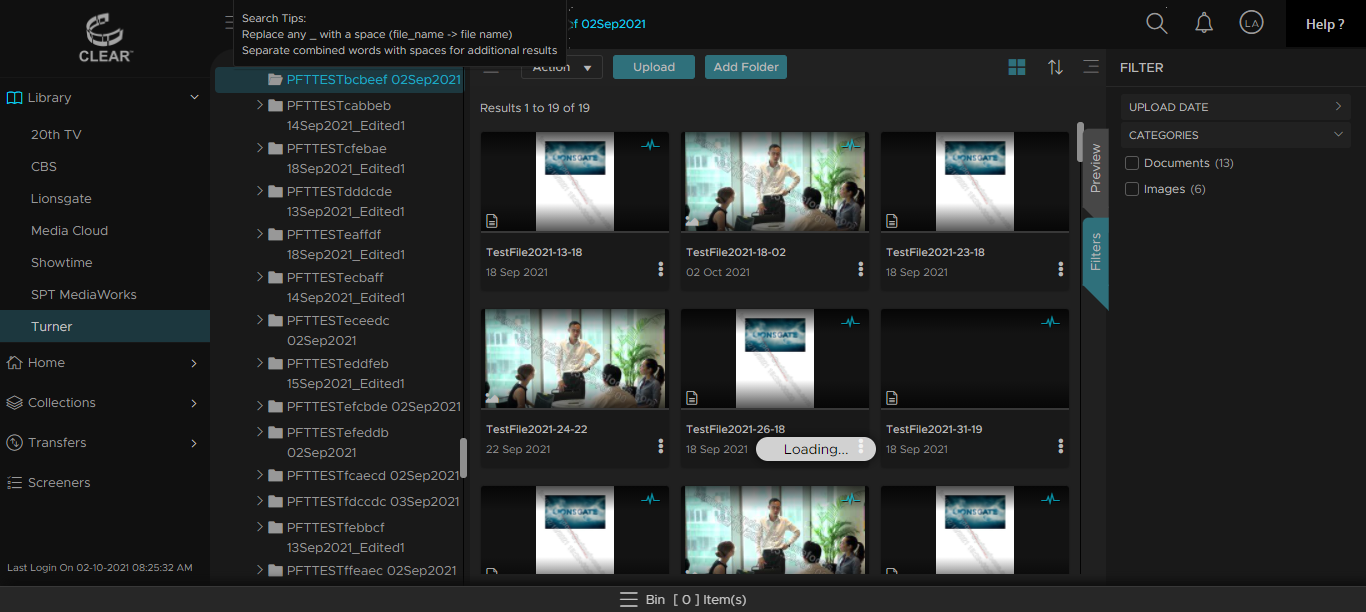 CLEAR
Library
20th TV
CBS
Lionsgate
Media Cloud
Showtime
SPT MediaWorks
Turner
Home
Collections
Transfers
Screeners
Last Login On 02-10-2021 08:25:32 AM
Search Tips:
Replace any _ with a space (file_name -> file name)
Separate combined words with spaces for additional results
PFTTESTbcbeef 02Sep2021
PFTTESTcabbeb
14Sep2021_Edited1
PFTTESTcfebae
18Sep2021_Edited1
PFTTESTdddcde
13Sep2021_Edited1
PFTTESTeaffdf
18Sep2021_Edited1
PFTTESTecbaff
14Sep2021_Edited1
PFTTESTeceedc
02Sep2021
PFTTESTeddfeb
15Sep2021_Edited1
PFTTESTefcbde 02Sep2021
PFTTESTefeddb
02Sep2021
PFTTESTfcaecd 02Sep2021
PFTTESTfdccdc 03Sep2021
PFTTESTfebbcf
13Sep2021_Edited1
PFTTESTffeaec 02Sep2021
ef 02Sep2021
LA
Help ?
Action
Upload
Add Folder
Results 1 to 19 of 19
LIONSGATE
LIONSGATE
TestFile2021-13-18
18 Sep 2021
TestFile2021-18-02
02 Oct 2021
TestFile2021-23-18
18 Sep 2021
LIONSGATE
TestFile2021-24-22
22 Sep 2021
TestFile2021-26-18
18 Sep 2021
Loading...
TestFile2021-31-19
18 Sep 2021
LIONSGATE
LIONSGATE
Preview
Filters
FILTER
UPLOAD DATE
CATEGORIES
Documents (13)
Images (6)
Bin [ 0 ] Item(s)